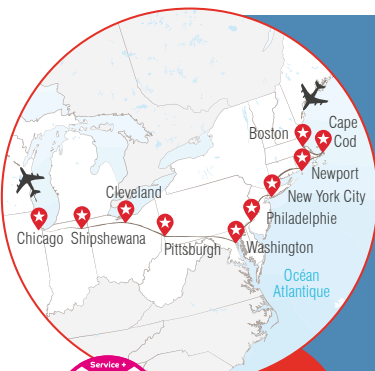 Boston
Cape
Cod
Newport
Cleveland
New York City
Philadelphie
Chicago
Shipshewana
Pittsburgh
Washington
Océan
Atlantique
Service +